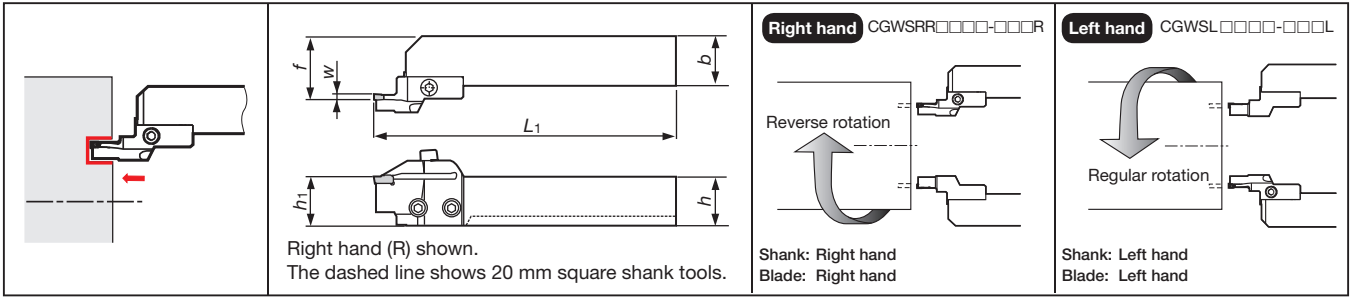 f
w
b
L1
h1
h
Right hand (R) shown.
The dashed line shows 20 mm square shank tools.
Right hand CGWSRR□□□□-□□□R
Reverse rotation
Shank: Right hand
Blade: Right hand
Left hand CGWSL□□□□-□□□L
Regular rotation
Shank: Left hand
Blade: Left hand